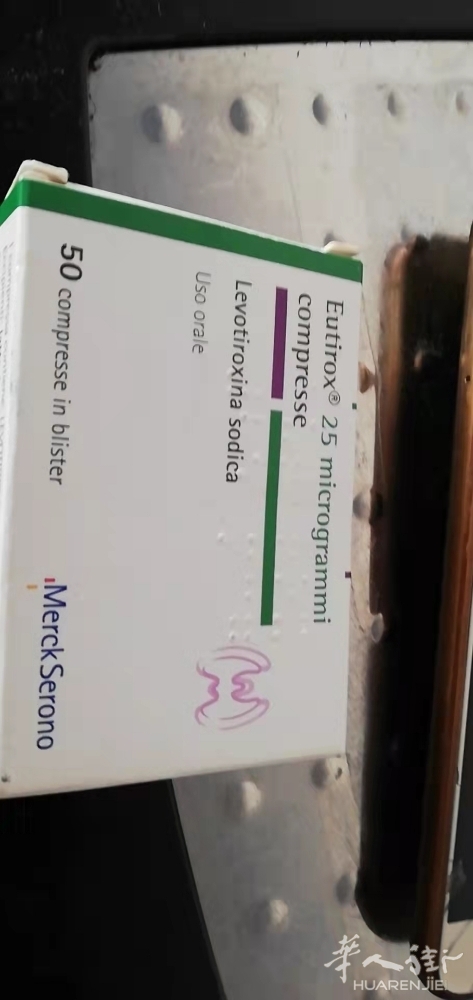 Eutirox® 25 microgrammi
compresse
Levotiroxina sodica
Uso orale
50 compresse in blister
MerckSerono
华人街
HUARENJIE